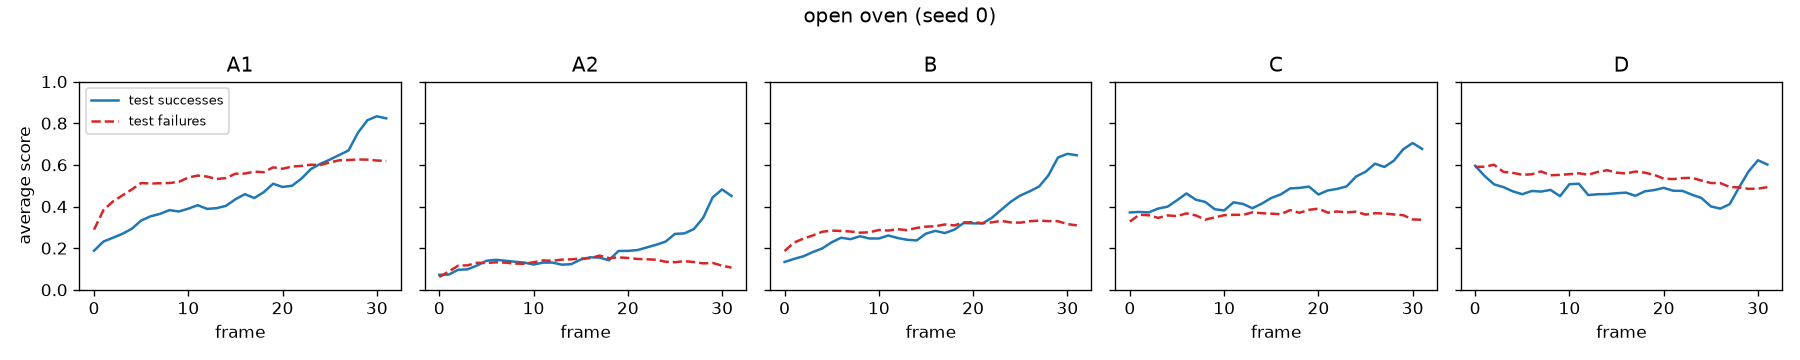 open oven (seed 0)
A1
A2
B
C
D
1.0
0.8
0.6
0.4
0.2
0.0
average score
test successes
test failures
0 10 20 30
0 10 20 30
0 10 20 30
0 10 20 30
0 10 20 30
frame
frame
frame
frame
frame